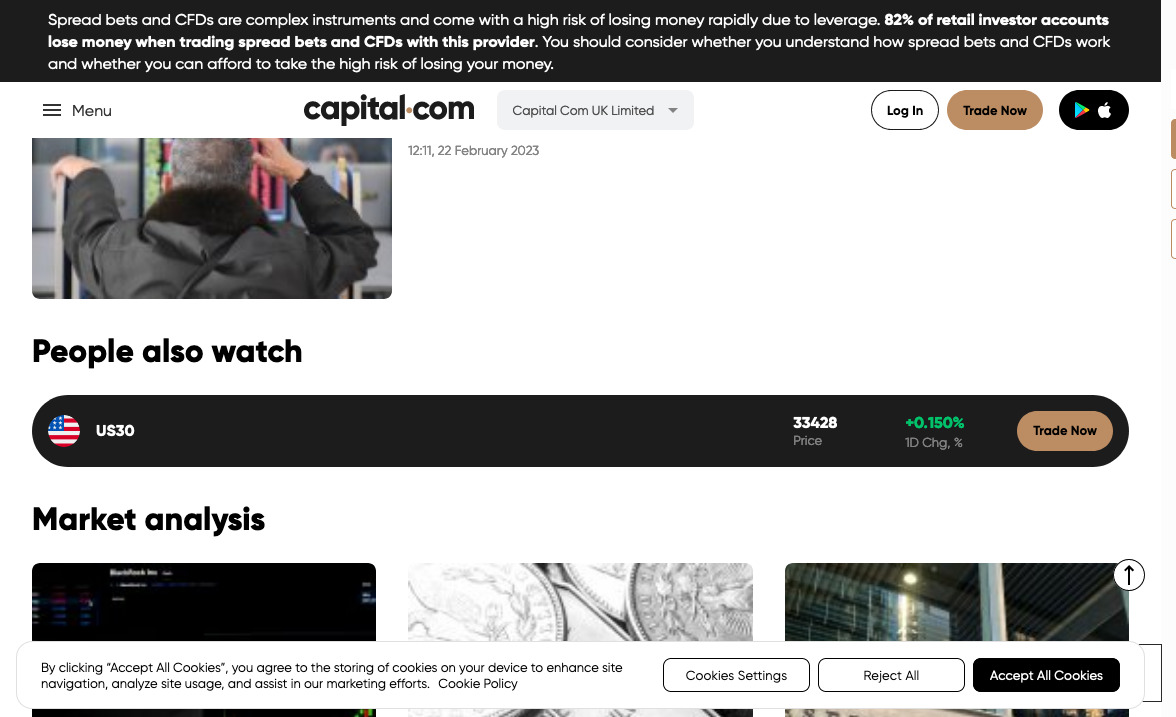 Spread bets and CFDs are complex instruments and come with a high risk of losing money rapidly due to leverage. 82% of retail investor accounts
lose money when trading spread bets and CFDs with this provider. You should consider whether you understand how spread bets and CFDs work
and whether you can afford to take the high risk of losing your money.
Menu
capital.com
Capital Com UK Limited
Log In
Trade Now
12:11, 22 February 2023
People also watch
US30
33428
Price
+0.150%
1D Chg, %
Trade Now
Market analysis
BlackRock Inc
By clicking “Accept All Cookies”, you agree to the storing of cookies on your device to enhance site
navigation, analyze site usage, and assist in our marketing efforts. Cookie Policy
Cookies Settings
Reject All
Accept All Cookies